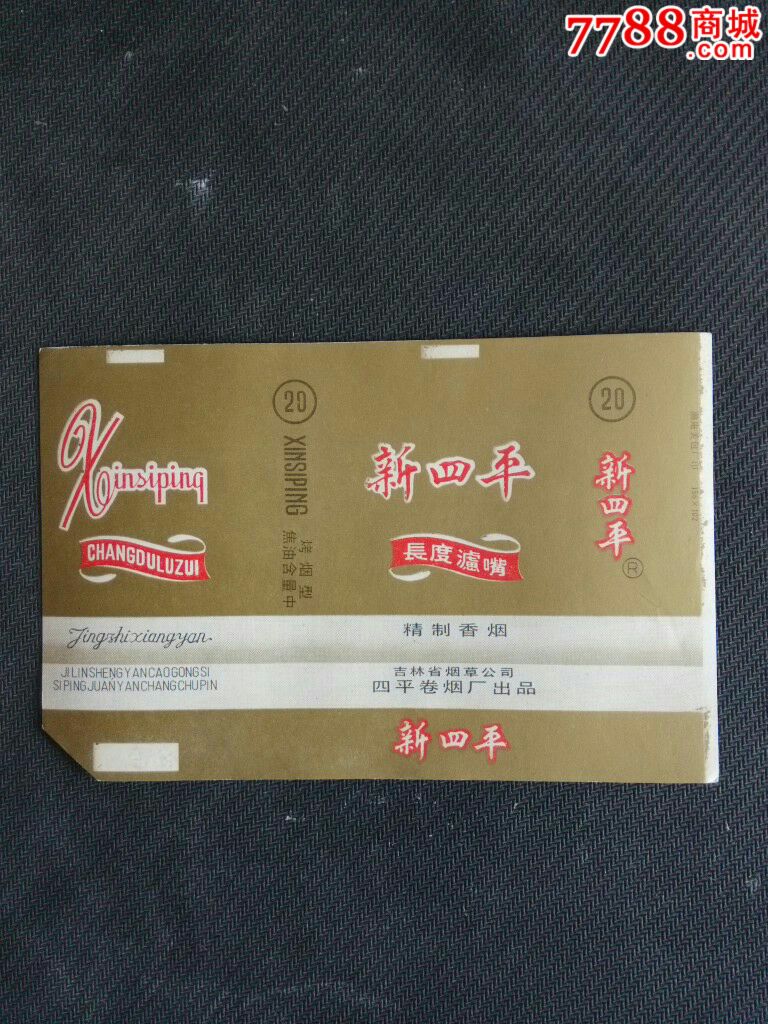 7788商城
.com
Xinsiping
CHANGDULUZUI
Jingzhixiangyan
JILINSHENGYANCAOGONGSI
SIPINGJUANYANCHANGCHUPIN
20
XINSIPING
烤烟型
焦油含量中
新四平
長度濾嘴
精制香烟
吉林省烟草公司
四平卷烟厂出品
新四平
20
新四平
R
156×102